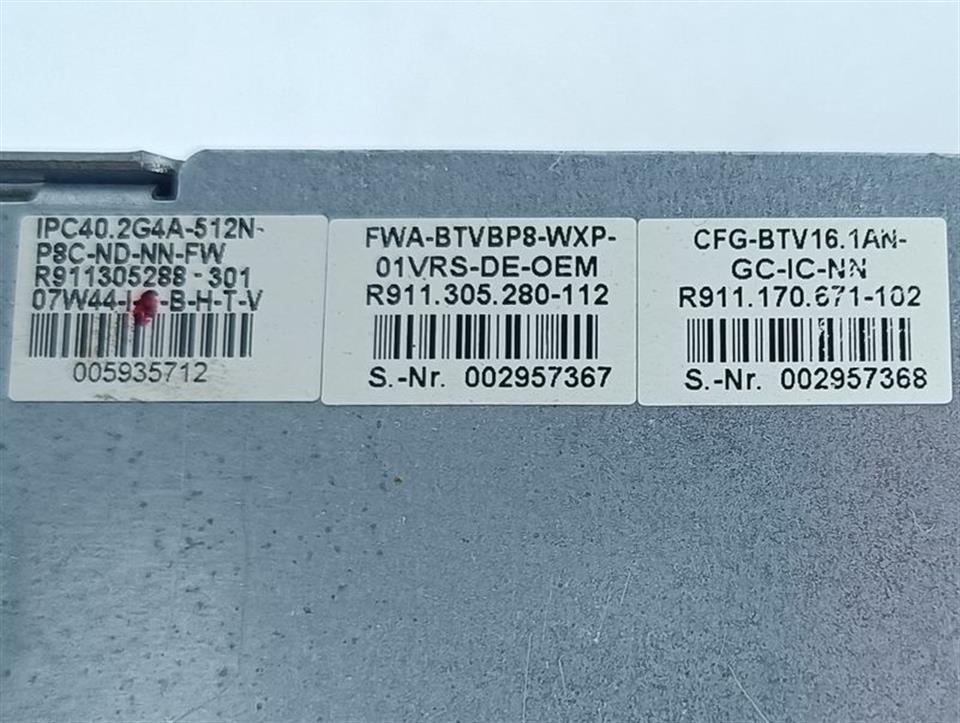 IPC40.2G4A-512N-
P8C-ND-NN-FW
R911305288-301
07W44- -B-H-T-V
005935712
FWA-BTVBP8-WXP-
01VRS-DE-OEM
R911.305.280-112
S.-Nr. 002957367
CFG-BTV16.1AN-
GC-IC-NN
R911.170.671-102
S.-Nr. 002957368